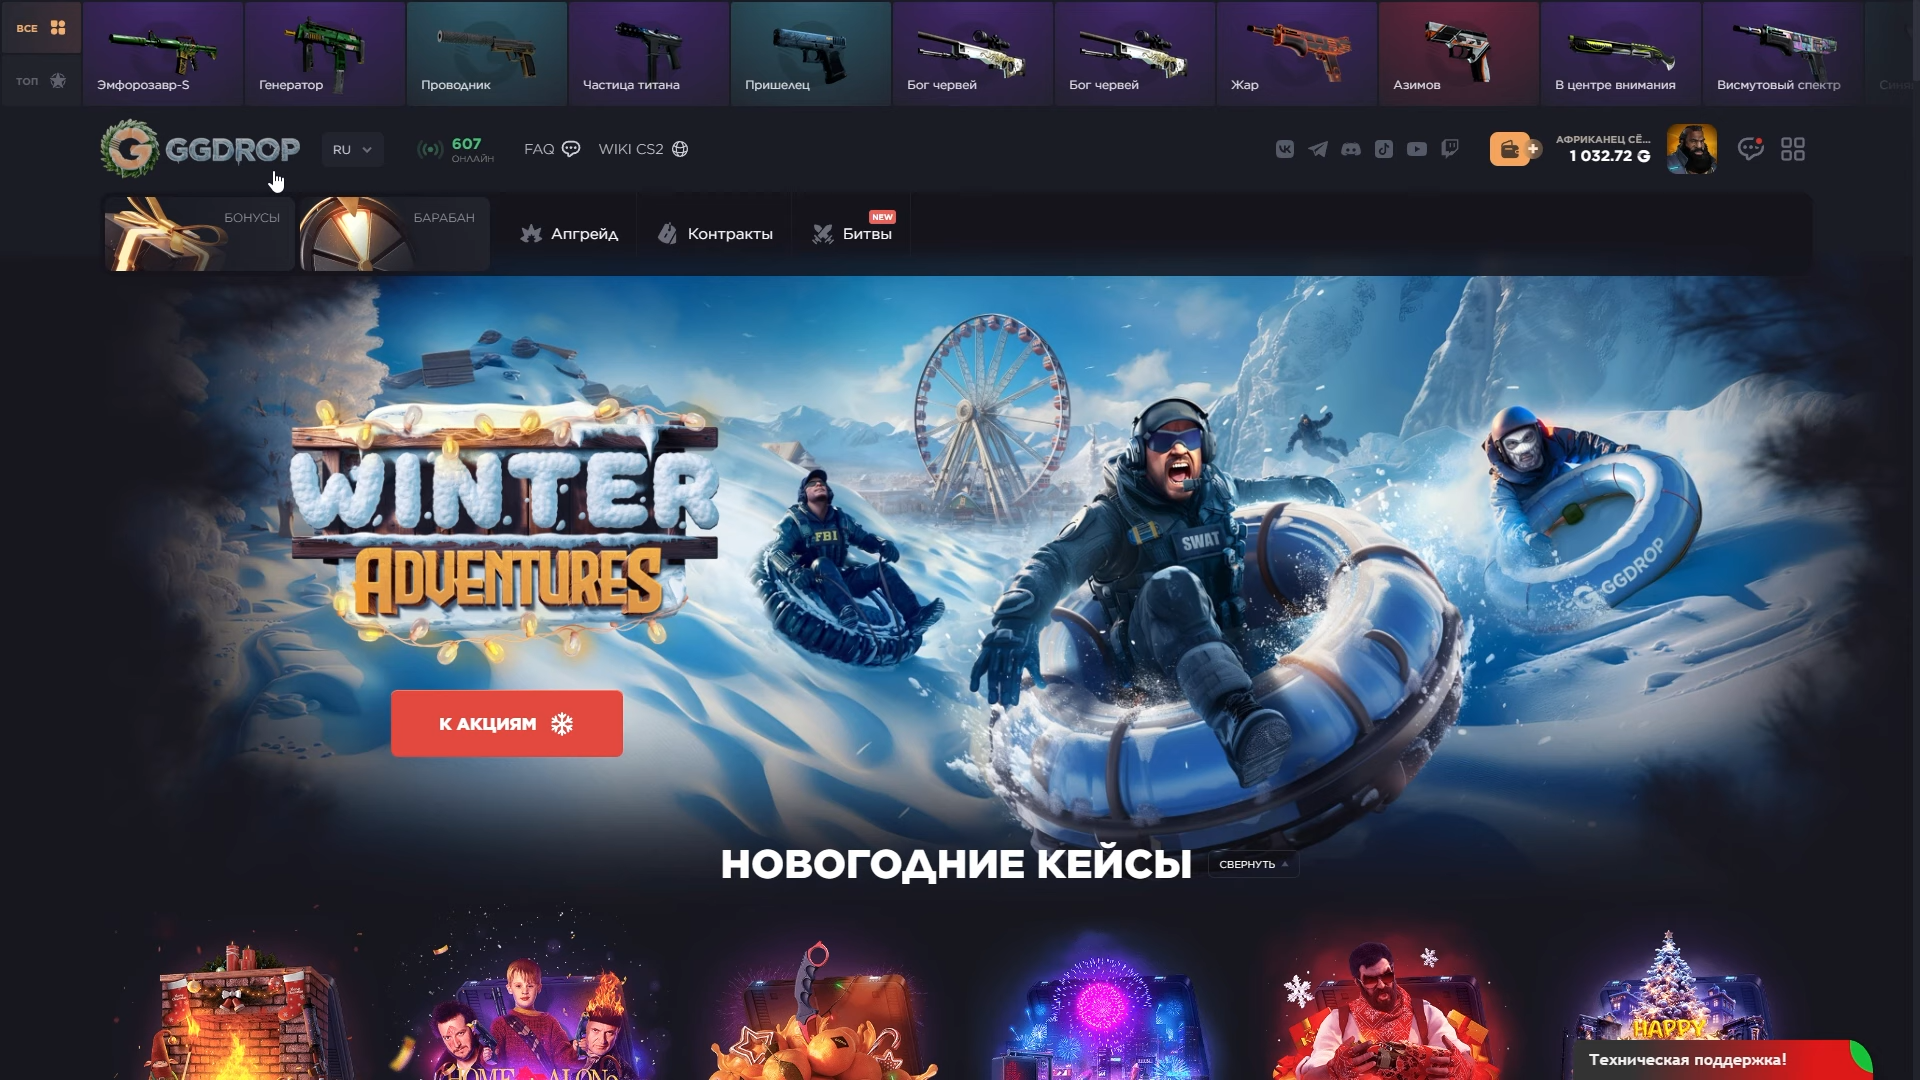 ВСЕ
ТОП
Эмфорозавр-S
Генератор
Проводник
Частица титана
Пришелец
Бог червей
Бог червей
Жар
Азимов
В центре внимания
Висмутовый спектр
GGDROP
RU
607
ОНЛАЙН
FAQ
WIKI CS2
АФРИКАНЕЦ СЁ...
1 032.72 G
БОНУСЫ
БАРАБАН
Апгрейд
Контракты
NEW
Битвы
WINTER
ADVENTURES
FBI
SWAT
GGDROP
К АКЦИЯМ
НОВОГОДНИЕ КЕЙСЫ
СВЕРНУТЬ
HOME ALONE
HAPPY
Техническая поддержка!